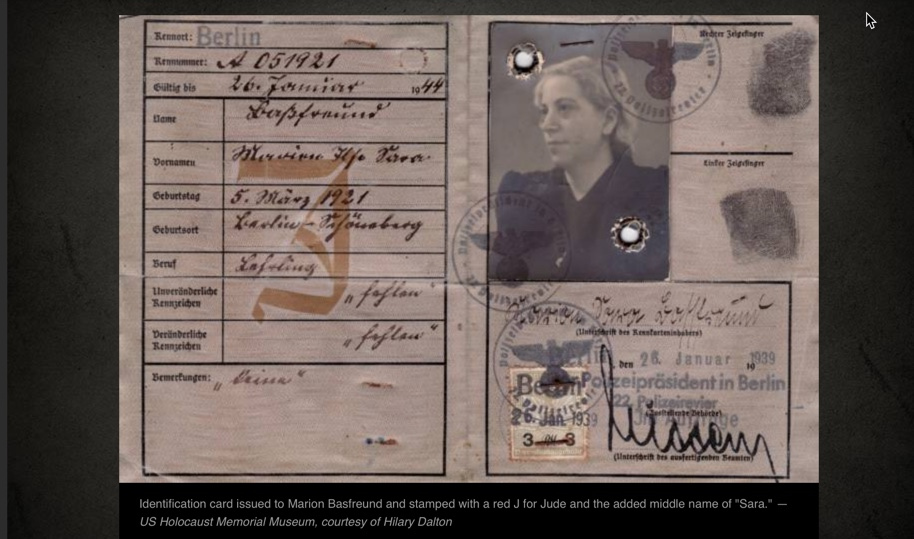 Kennort: Berlin
Kennummer: A 051921
Gültig bis 26. Januar 1944
Name Baßfreund
Vornamen Marion Ilse Sara
Geburtstag 5. März 1921
Geburtsort Berlin-Schöneberg
Beruf Lehrling
Unveränderliche Kennzeichen „fehlen“
Veränderliche Kennzeichen „fehlen“
Bemerkungen: „keine“
J
Rechter Zeigefinger
Linker Zeigefinger
Marion Sara Baßfreund
(Unterschrift des Kennkarteninhabers)
Berlin, den 26. Januar 1939
19
Polizeipräsident in Berlin
22. Polizeirevier
(Ausstellende Behörde)
Im Auftrage
(Unterschrift des ausfertigenden Beamten)
Berlin
26. Jan. 1939
3 3
Identification card issued to Marion Basfreund and stamped with a red J for Jude and the added middle name of "Sara." —
US Holocaust Memorial Museum, courtesy of Hilary Dalton